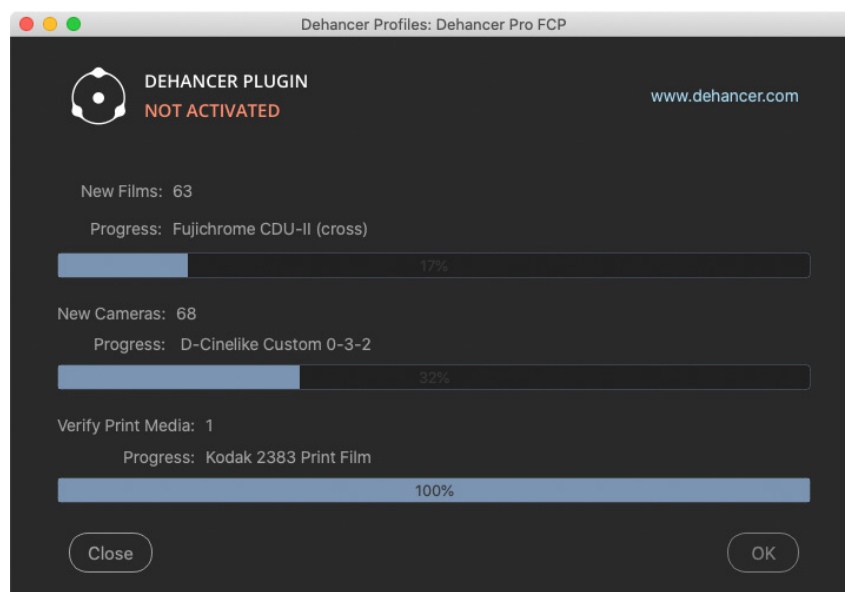 Dehancer Profiles: Dehancer Pro FCP
DEHANCER PLUGIN
NOT ACTIVATED
www.dehancer.com
New Films: 63
Progress: Fujichrome CDU-II (cross)
17%
New Cameras: 68
Progress: D-Cinelike Custom 0-3-2
32%
Verify Print Media: 1
Progress: Kodak 2383 Print Film
100%
Close
OK